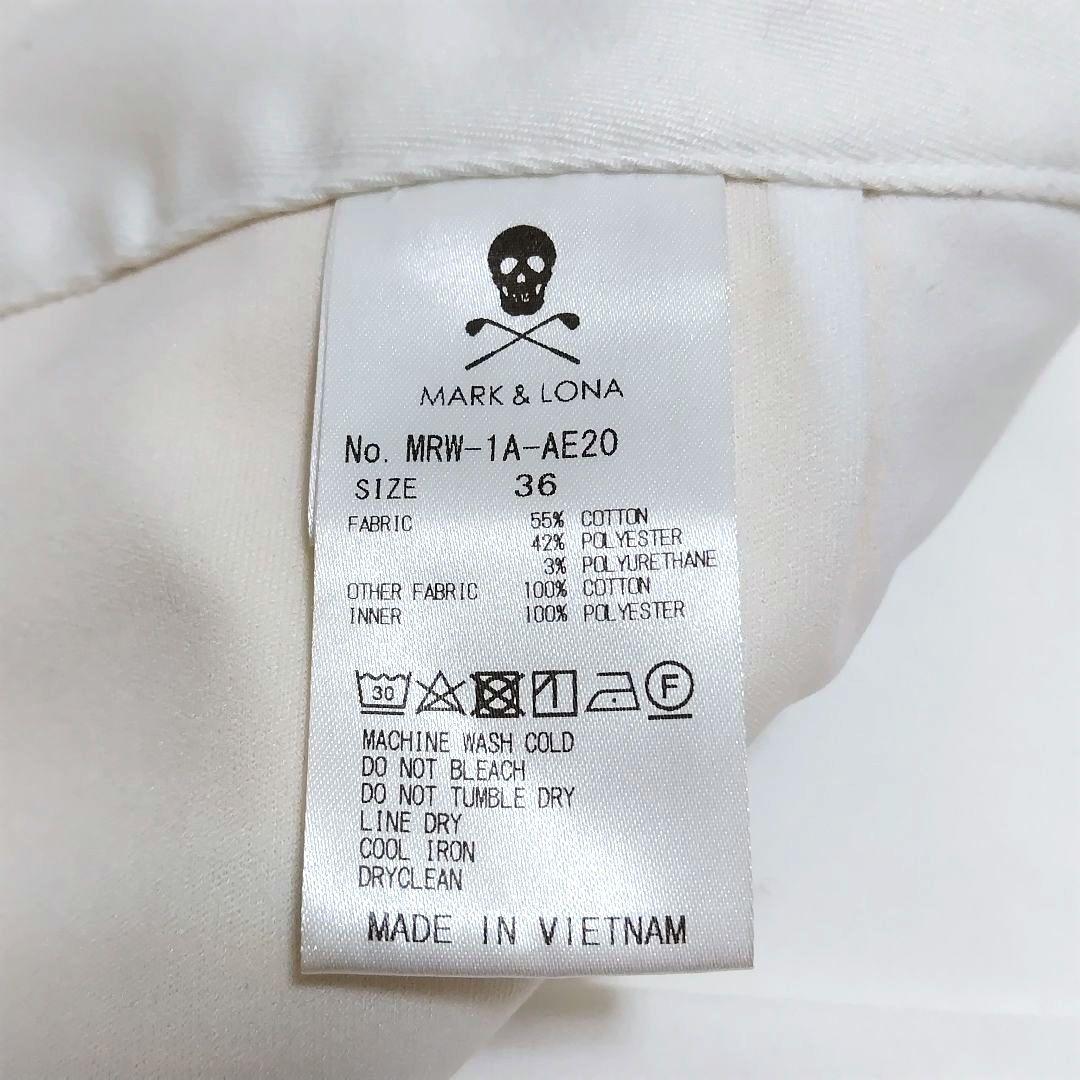 MARK & LONA
No. MRW-1A-AE20
SIZE 36
FABRIC 55% COTTON
42% POLYESTER
3% POLYURETHANE
OTHER FABRIC 100% COTTON
INNER 100% POLYESTER
30 F
MACHINE WASH COLD
DO NOT BLEACH
DO NOT TUMBLE DRY
LINE DRY
COOL IRON
DRYCLEAN
MADE IN VIETNAM